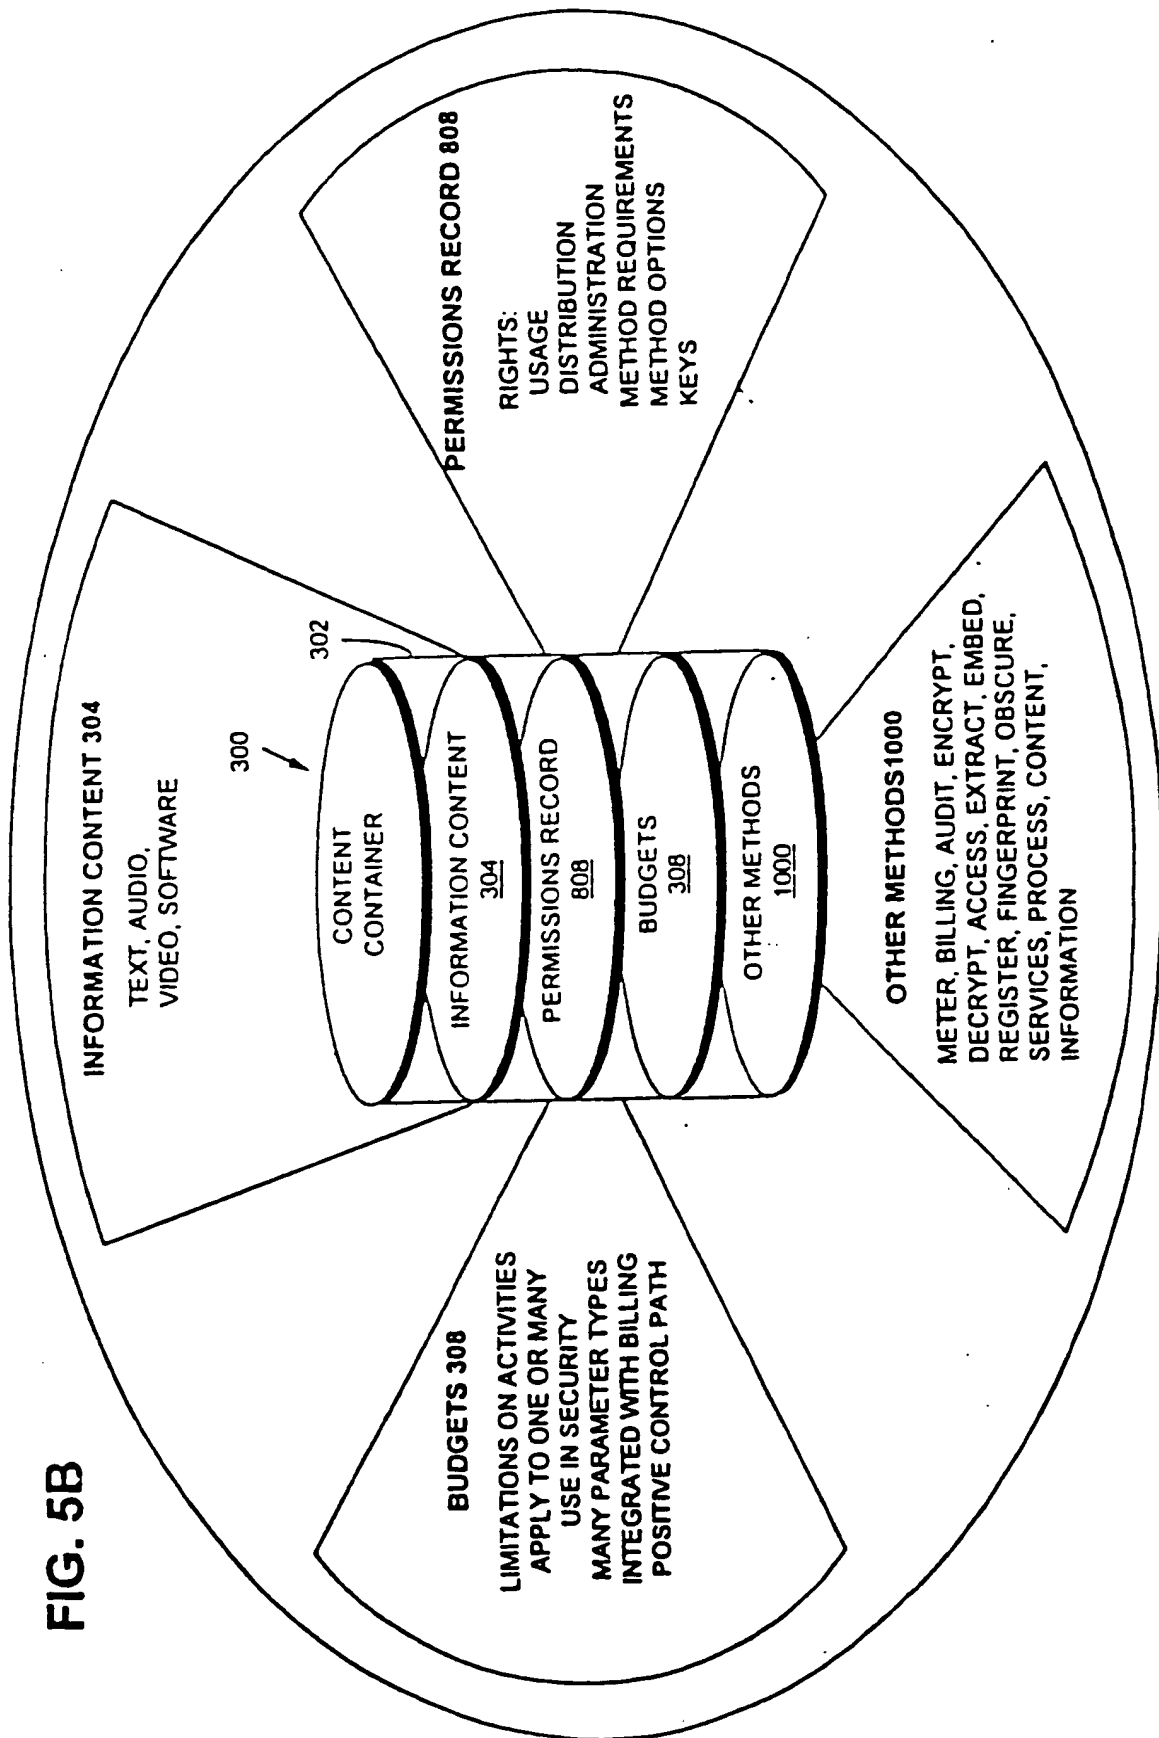 FIG. 5B
INFORMATION CONTENT 304
TEXT, AUDIO,
VIDEO, SOFTWARE
300
302
CONTENT
CONTAINER
INFORMATION CONTENT
304
PERMISSIONS RECORD
808
BUDGETS
308
OTHER METHODS
1000
BUDGETS 308
LIMITATIONS ON ACTIVITIES
APPLY TO ONE OR MANY
USE IN SECURITY
MANY PARAMETER TYPES
INTEGRATED WITH BILLING
POSITIVE CONTROL PATH
PERMISSIONS RECORD 808
RIGHTS:
USAGE
DISTRIBUTION
ADMINISTRATION
METHOD REQUIREMENTS
METHOD OPTIONS
KEYS
OTHER METHODS1000
METER, BILLING, AUDIT, ENCRYPT,
DECRYPT, ACCESS, EXTRACT, EMBED,
REGISTER, FINGERPRINT, OBSCURE,
SERVICES, PROCESS, CONTENT,
INFORMATION